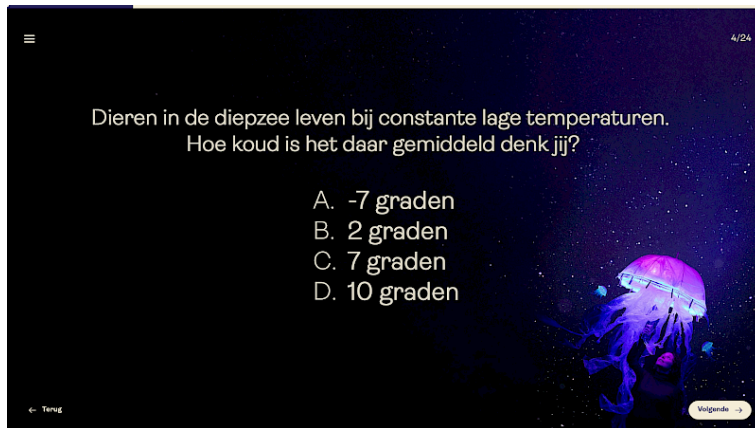 4/24
Dieren in de diepzee leven bij constante lage temperaturen.
Hoe koud is het daar gemiddeld denk jij?
A. -7 graden
B. 2 graden
C. 7 graden
D. 10 graden
← Terug
Volgende →